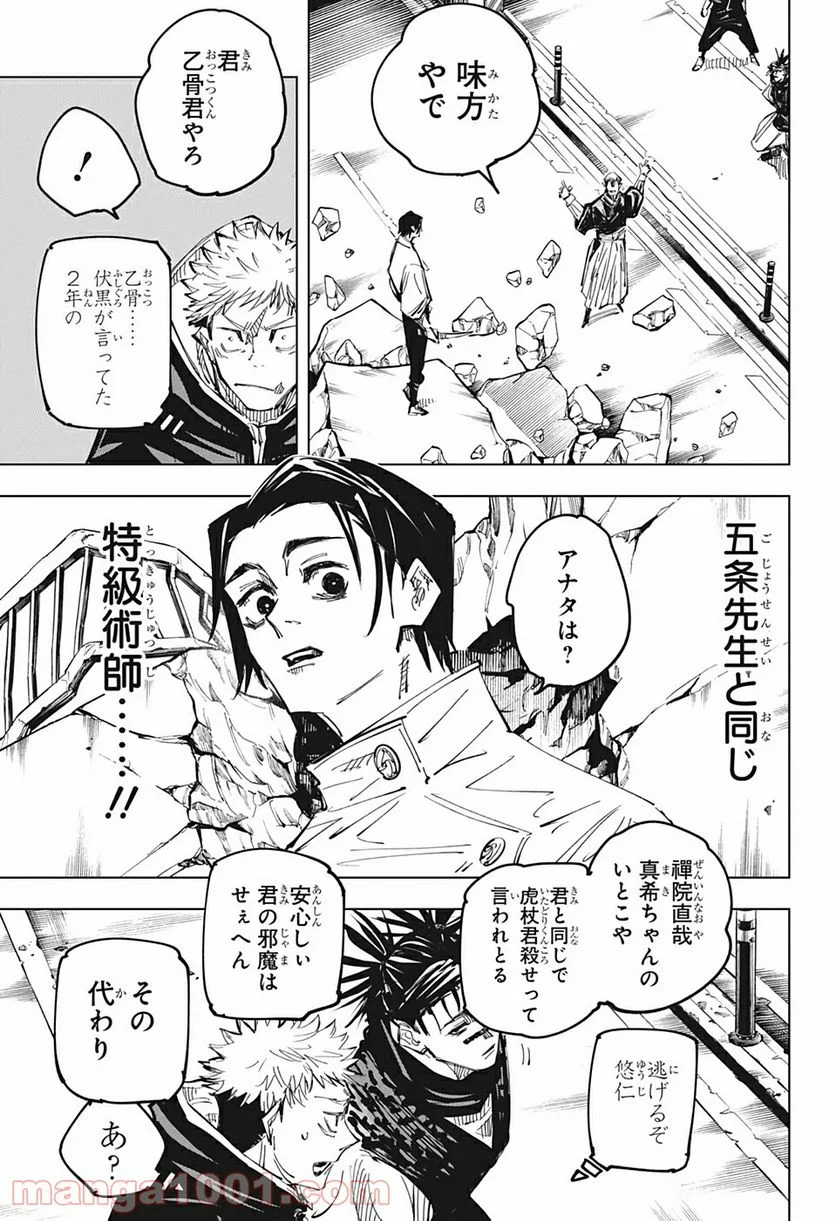 味方
やで
君
乙骨君やろ
!
乙骨……
伏黒が言ってた
2年の
五条先生と同じ
アナタは?
特級術師………!!
禪院直哉
真希ちゃんの
いとこや
君と同じで
虎杖君殺せって
言われとる
安心しい
君の邪魔は
せぇへん
逃げるぞ
悠仁
その
代わり
あ?
manga1001.com